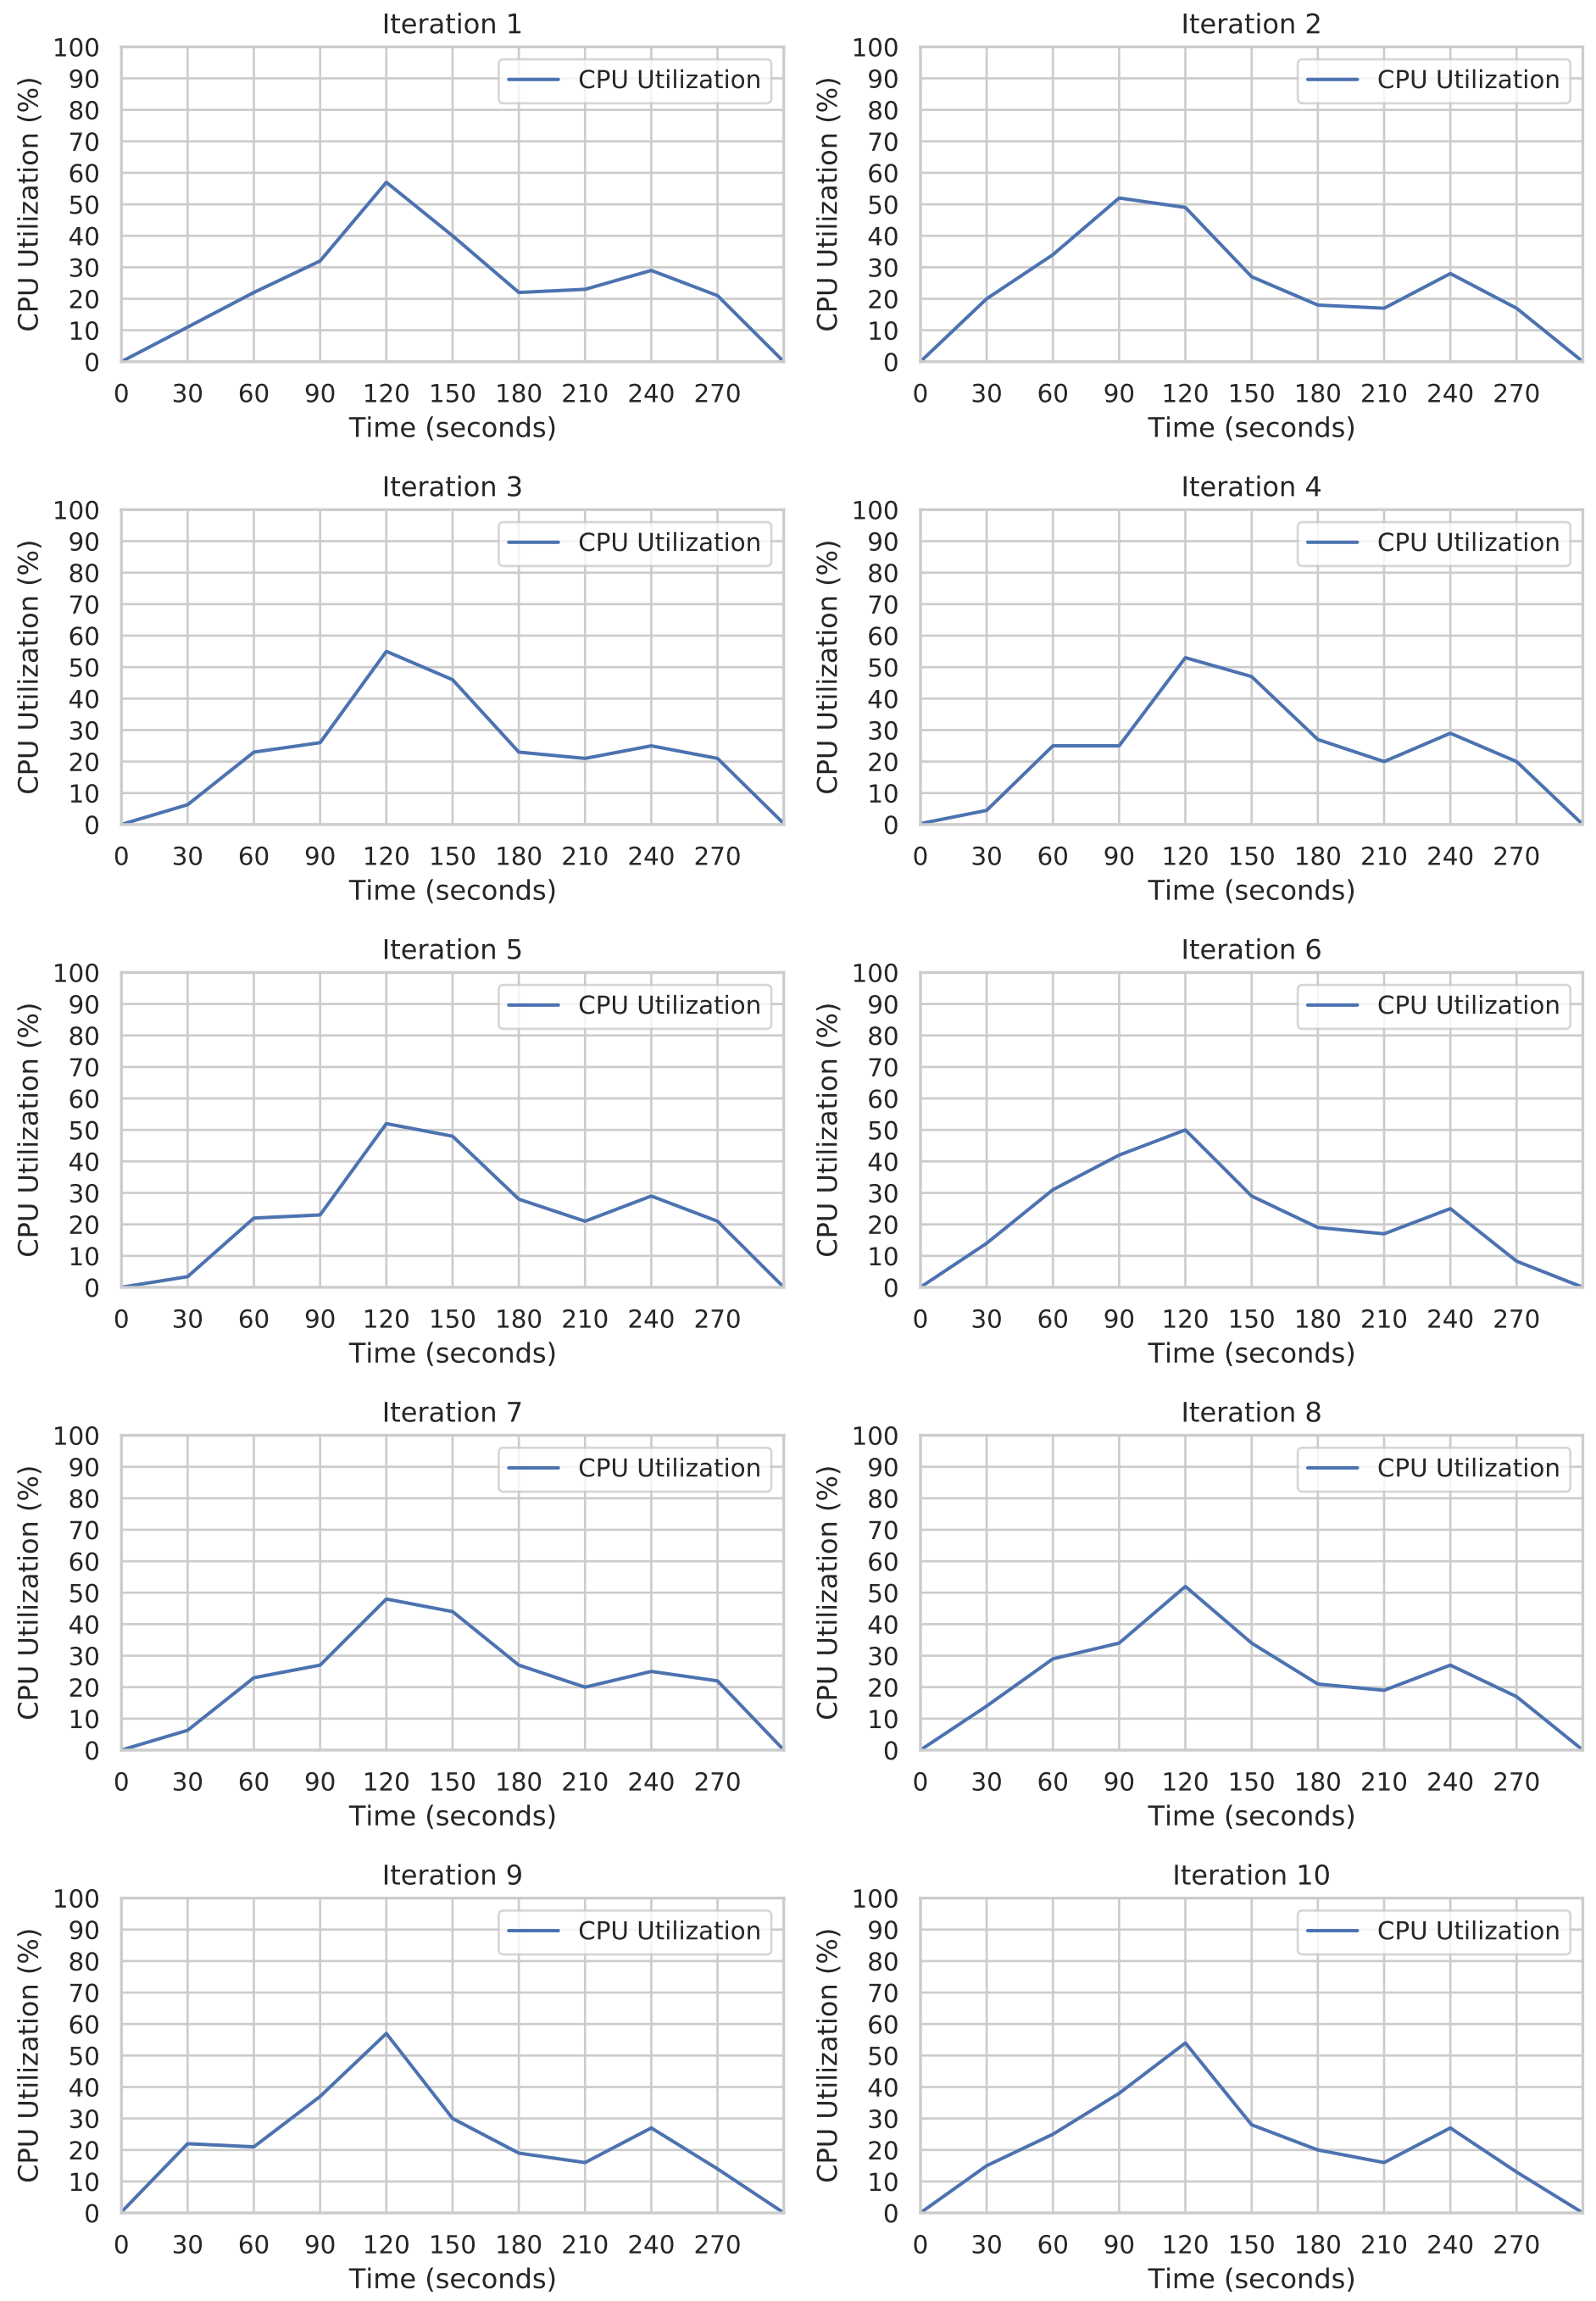 Iteration 1
CPU Utilization (%)
100
90
80
70
60
50
40
30
20
10
0
CPU Utilization
0 30 60 90 120 150 180 210 240 270
Time (seconds)
Iteration 2
CPU Utilization (%)
100
90
80
70
60
50
40
30
20
10
0
CPU Utilization
0 30 60 90 120 150 180 210 240 270
Time (seconds)
Iteration 3
CPU Utilization (%)
100
90
80
70
60
50
40
30
20
10
0
CPU Utilization
0 30 60 90 120 150 180 210 240 270
Time (seconds)
Iteration 4
CPU Utilization (%)
100
90
80
70
60
50
40
30
20
10
0
CPU Utilization
0 30 60 90 120 150 180 210 240 270
Time (seconds)
Iteration 5
CPU Utilization (%)
100
90
80
70
60
50
40
30
20
10
0
CPU Utilization
0 30 60 90 120 150 180 210 240 270
Time (seconds)
Iteration 6
CPU Utilization (%)
100
90
80
70
60
50
40
30
20
10
0
CPU Utilization
0 30 60 90 120 150 180 210 240 270
Time (seconds)
Iteration 7
CPU Utilization (%)
100
90
80
70
60
50
40
30
20
10
0
CPU Utilization
0 30 60 90 120 150 180 210 240 270
Time (seconds)
Iteration 8
CPU Utilization (%)
100
90
80
70
60
50
40
30
20
10
0
CPU Utilization
0 30 60 90 120 150 180 210 240 270
Time (seconds)
Iteration 9
CPU Utilization (%)
100
90
80
70
60
50
40
30
20
10
0
CPU Utilization
0 30 60 90 120 150 180 210 240 270
Time (seconds)
Iteration 10
CPU Utilization (%)
100
90
80
70
60
50
40
30
20
10
0
CPU Utilization
0 30 60 90 120 150 180 210 240 270
Time (seconds)